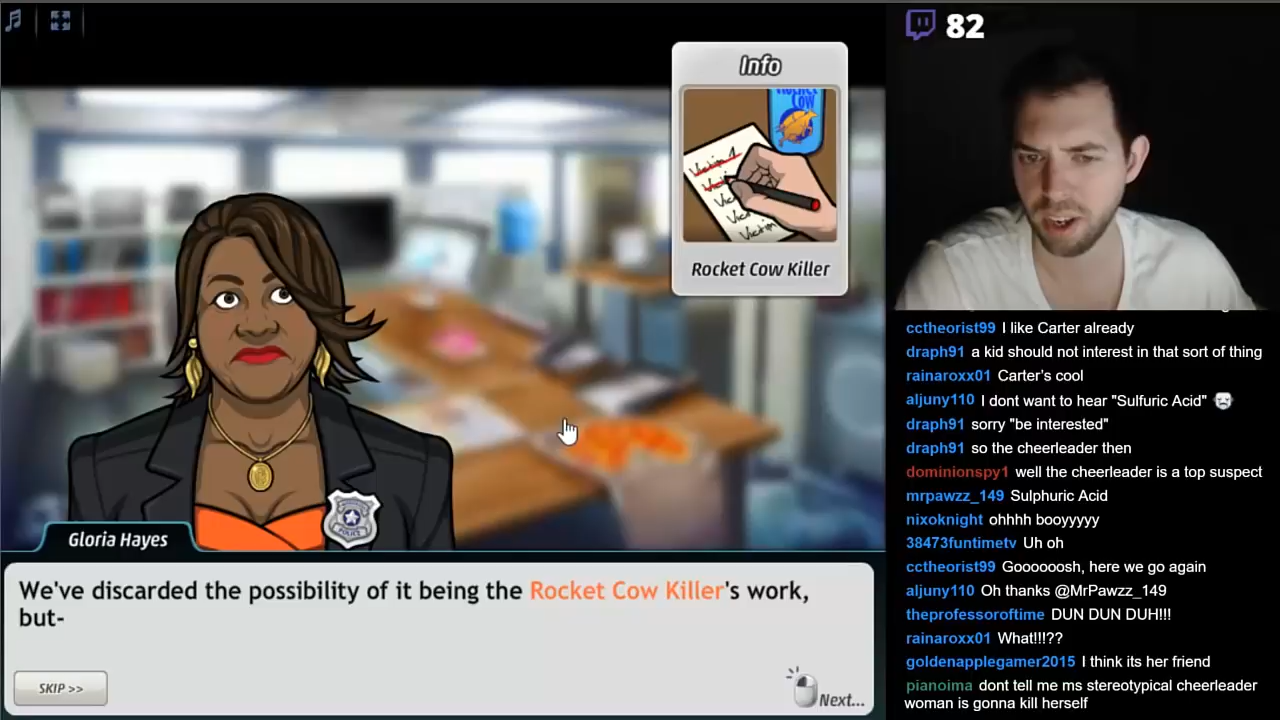 82
Info
COW
Victim 1
Rocket Cow Killer
Gloria Hayes
We've discarded the possibility of it being the Rocket Cow Killer's work,
but-
SKIP >>
Next...
cctheorist99 I like Carter already
draph91 a kid should not interest in that sort of thing
rainaroxx01 Carter's cool
aljuny110 I dont want to hear "Sulfuric Acid"
draph91 sorry "be interested"
draph91 so the cheerleader then
dominionspy1 well the cheerleader is a top suspect
mrpawzz_149 Sulphuric Acid
nixoknight ohhhh booyyyyy
38473funtimetv Uh oh
cctheorist99 Goooooosh, here we go again
aljuny110 Oh thanks @MrPawzz_149
theprofessoroftime DUN DUN DUH!!!
rainaroxx01 What!!!??
goldenapplegamer2015 I think its her friend
pianoima dont tell me ms stereotypical cheerleader
woman is gonna kill herself